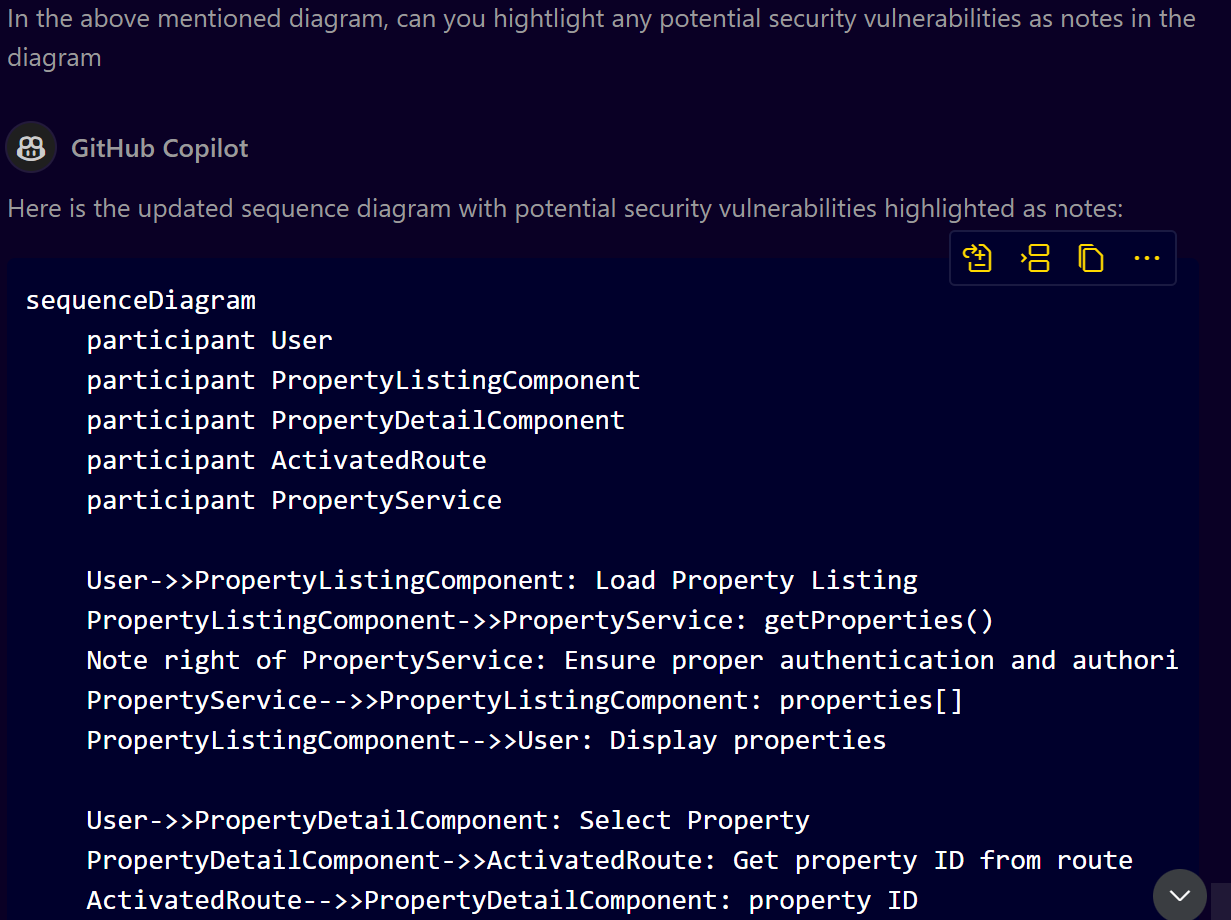 In the above mentioned diagram, can you hightlight any potential security vulnerabilities as notes in the
diagram
GitHub Copilot
Here is the updated sequence diagram with potential security vulnerabilities highlighted as notes:
sequenceDiagram
    participant User
    participant PropertyListingComponent
    participant PropertyDetailComponent
    participant ActivatedRoute
    participant PropertyService
    User->>PropertyListingComponent: Load Property Listing
    PropertyListingComponent->>PropertyService: getProperties()
    Note right of PropertyService: Ensure proper authentication and authori
    PropertyService-->>PropertyListingComponent: properties[]
    PropertyListingComponent-->>User: Display properties
    User->>PropertyDetailComponent: Select Property
    PropertyDetailComponent->>ActivatedRoute: Get property ID from route
    ActivatedRoute-->>PropertyDetailComponent: property ID